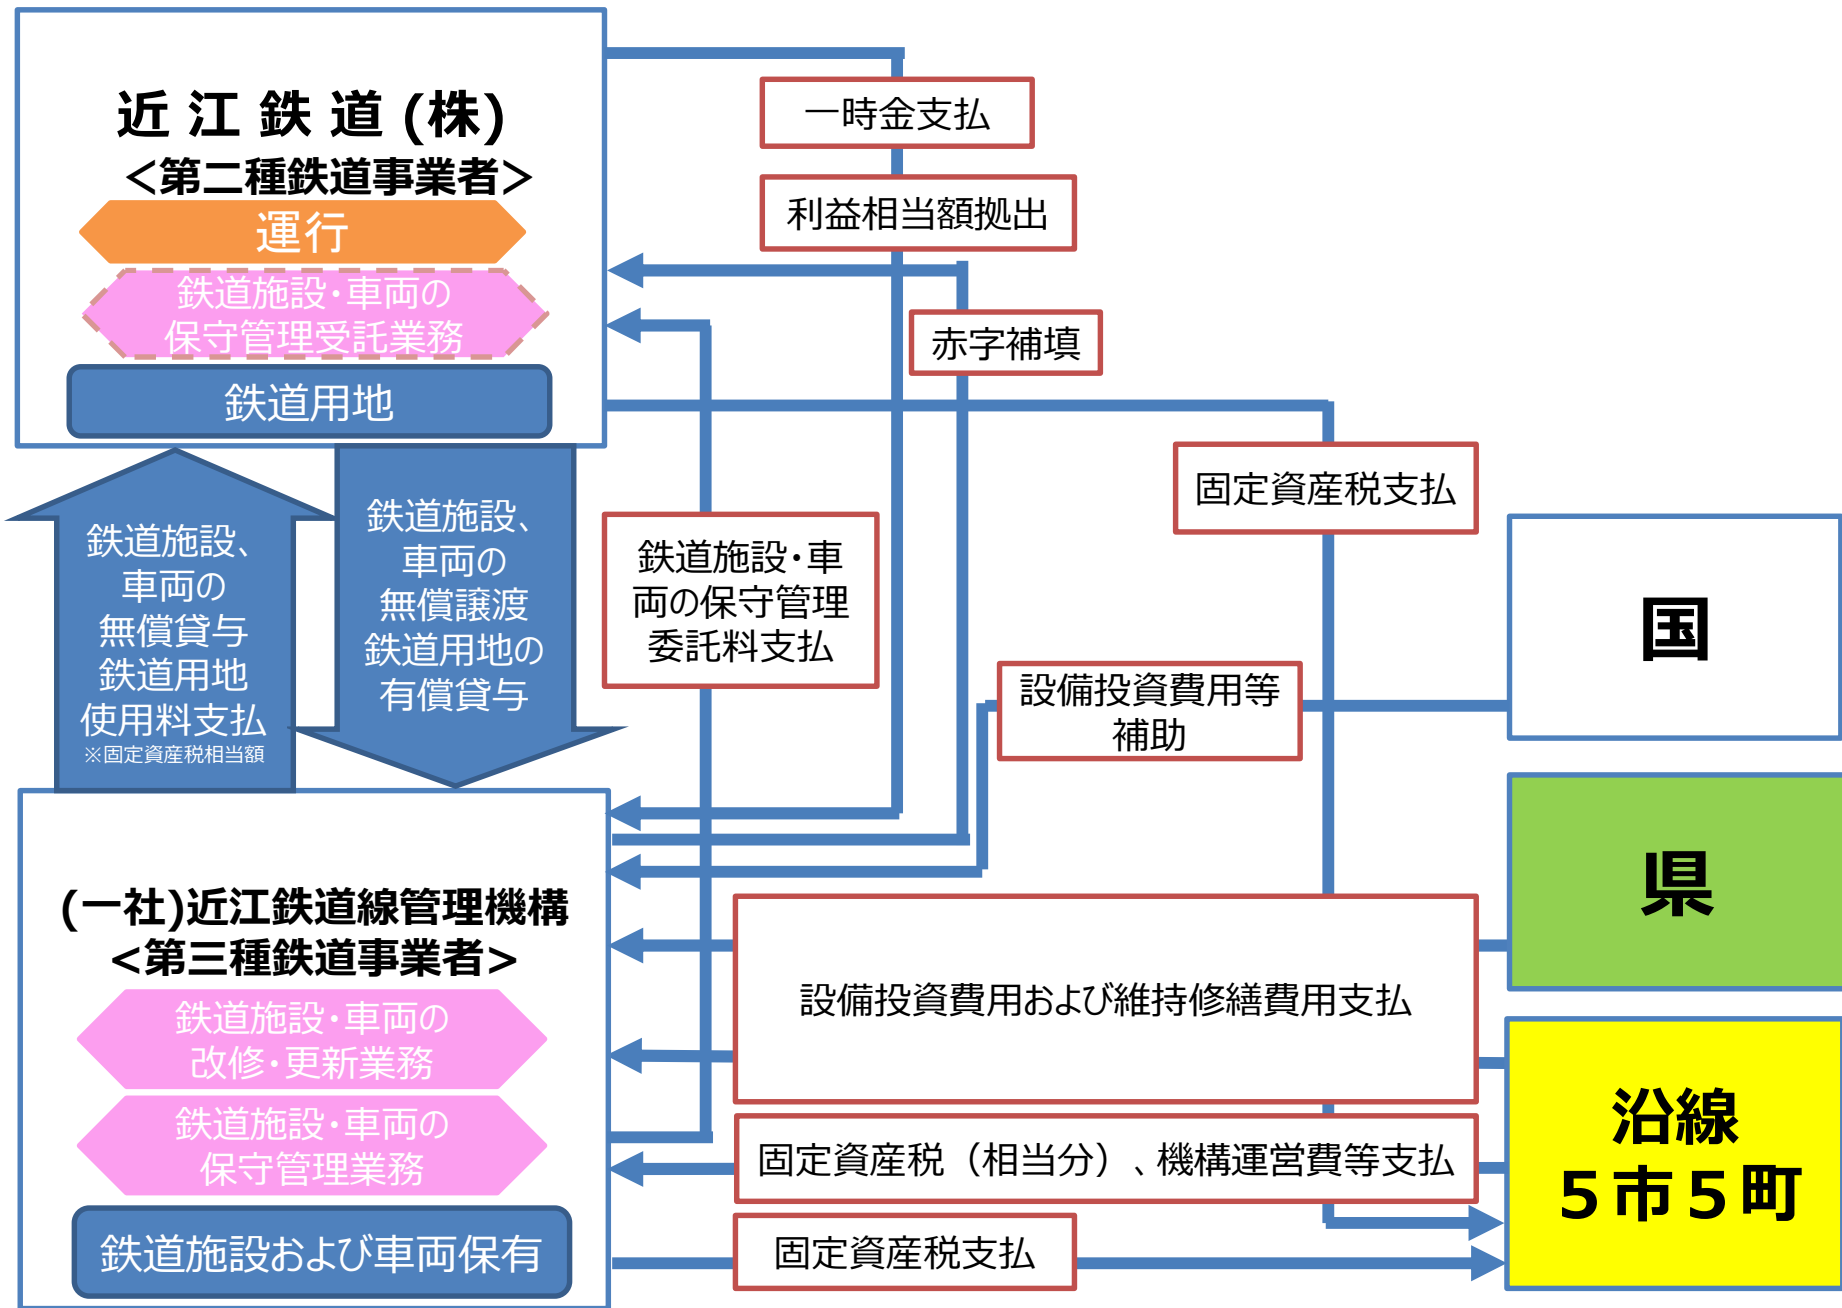 近江鉄道(株)
<第二種鉄道事業者>
運行
鉄道施設・車両の
保守管理受託業務
鉄道用地
一時金支払
利益相当額拠出
赤字補填
固定資産税支払
鉄道施設、
車両の
無償貸与
鉄道用地
使用料支払
※固定資産税相当額
鉄道施設、
車両の
無償譲渡
鉄道用地の
有償貸与
鉄道施設・車
両の保守管理
委託料支払
設備投資費用等
補助
国
県
沿線
5市5町
(一社)近江鉄道線管理機構
<第三種鉄道事業者>
鉄道施設・車両の
改修・更新業務
鉄道施設・車両の
保守管理業務
鉄道施設および車両保有
設備投資費用および維持修繕費用支払
固定資産税（相当分）、機構運営費等支払
固定資産税支払